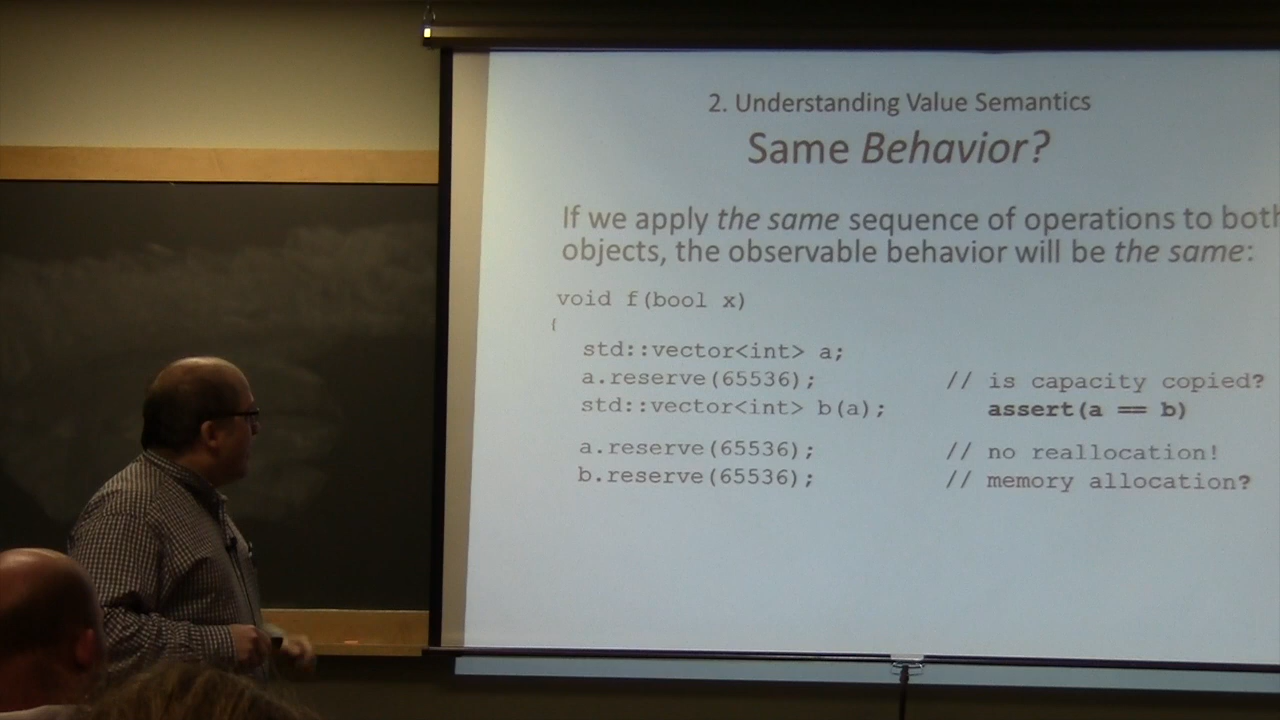 2. Understanding Value Semantics
Same Behavior?
If we apply the same sequence of operations to both
objects, the observable behavior will be the same:
void f(bool x)
{
std::vector<int> a;
a.reserve(65536); // is capacity copied?
std::vector<int> b(a); assert(a == b)
a.reserve(65536); // no reallocation!
b.reserve(65536); // memory allocation?